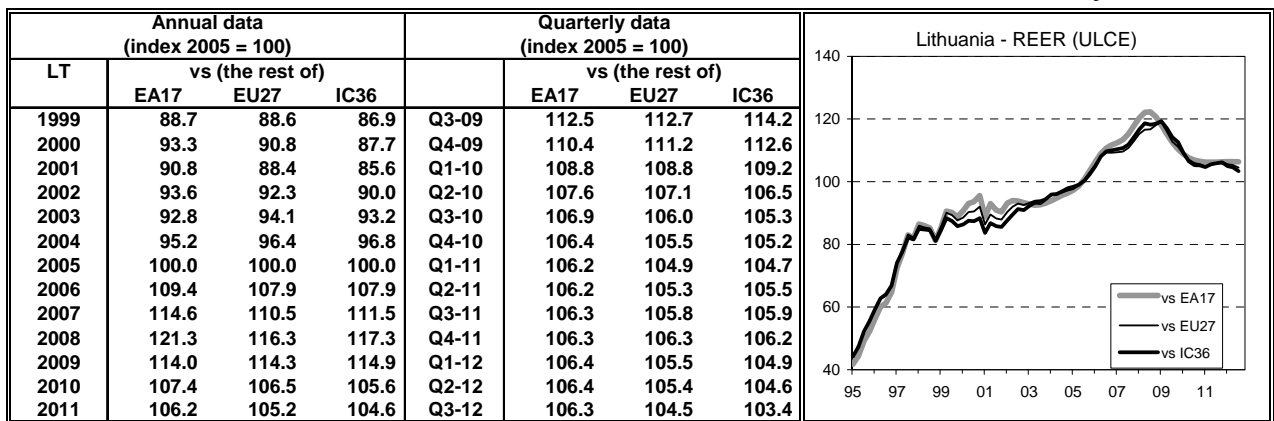 Annual data
(index 2005 = 100)
Quarterly data
(index 2005 = 100)
LT vs (the rest of) vs (the rest of)
EA17 EU27 IC36 EA17 EU27 IC36
1999 88.7 88.6 86.9 Q3-09 112.5 112.7 114.2
2000 93.3 90.8 87.7 Q4-09 110.4 111.2 112.6
2001 90.8 88.4 85.6 Q1-10 108.8 108.8 109.2
2002 93.6 92.3 90.0 Q2-10 107.6 107.1 106.5
2003 92.8 94.1 93.2 Q3-10 106.9 106.0 105.3
2004 95.2 96.4 96.8 Q4-10 106.4 105.5 105.2
2005 100.0 100.0 100.0 Q1-11 106.2 104.9 104.7
2006 109.4 107.9 107.9 Q2-11 106.2 105.3 105.5
2007 114.6 110.5 111.5 Q3-11 106.3 105.8 105.9
2008 121.3 116.3 117.3 Q4-11 106.3 106.3 106.2
2009 114.0 114.3 114.9 Q1-12 106.4 105.5 104.9
2010 107.4 106.5 105.6 Q2-12 106.4 105.4 104.6
2011 106.2 105.2 104.6 Q3-12 106.3 104.5 103.4
Lithuania - REER (ULCE)
140
120
100
80
60
40
95 97 99 01 03 05 07 09 11
vs EA17
vs EU27
vs IC36